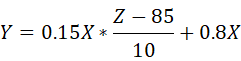 Y = 0.15X * (Z − 85)/10 + 0.8X